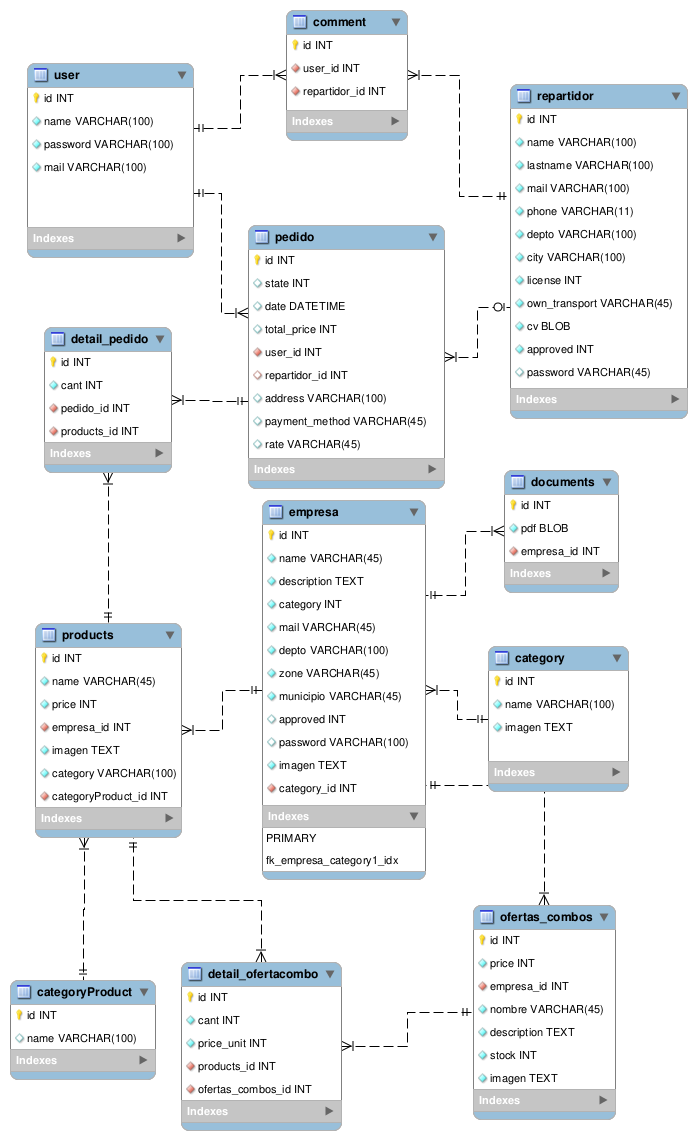 comment
id INT
user_id INT
repartidor_id INT
Indexes
user
id INT
name VARCHAR(100)
password VARCHAR(100)
mail VARCHAR(100)
Indexes
repartidor
id INT
name VARCHAR(100)
lastname VARCHAR(100)
mail VARCHAR(100)
phone VARCHAR(11)
depto VARCHAR(100)
city VARCHAR(100)
license INT
own_transport VARCHAR(45)
cv BLOB
approved INT
password VARCHAR(45)
Indexes
pedido
id INT
state INT
date DATETIME
total_price INT
user_id INT
repartidor_id INT
address VARCHAR(100)
payment_method VARCHAR(45)
rate VARCHAR(45)
Indexes
detail_pedido
id INT
cant INT
pedido_id INT
products_id INT
Indexes
documents
id INT
pdf BLOB
empresa_id INT
Indexes
empresa
id INT
name VARCHAR(45)
description TEXT
category INT
mail VARCHAR(45)
depto VARCHAR(100)
zone VARCHAR(45)
municipio VARCHAR(45)
approved INT
password VARCHAR(100)
imagen TEXT
category_id INT
Indexes
PRIMARY
fk_empresa_category1_idx
products
id INT
name VARCHAR(45)
price INT
empresa_id INT
imagen TEXT
category VARCHAR(100)
categoryProduct_id INT
Indexes
category
id INT
name VARCHAR(100)
imagen TEXT
Indexes
ofertas_combos
id INT
price INT
empresa_id INT
nombre VARCHAR(45)
description TEXT
stock INT
imagen TEXT
Indexes
detail_ofertacombo
id INT
cant INT
price_unit INT
products_id INT
ofertas_combos_id INT
Indexes
categoryProduct
id INT
name VARCHAR(100)
Indexes